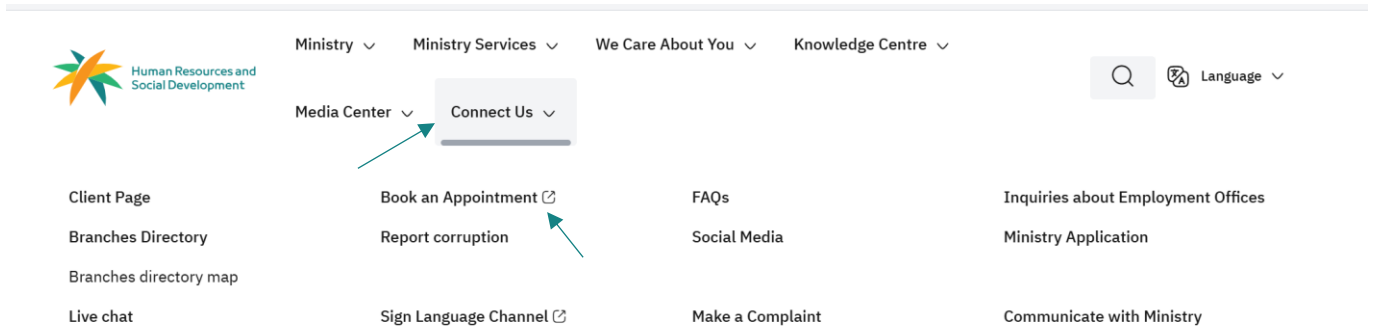 Ministry
Ministry Services
We Care About You
Knowledge Centre
Human Resources and
Social Development
Language
Media Center
Connect Us
Client Page
Book an Appointment
FAQs
Inquiries about Employment Offices
Branches Directory
Report corruption
Social Media
Ministry Application
Branches directory map
Live chat
Sign Language Channel
Make a Complaint
Communicate with Ministry